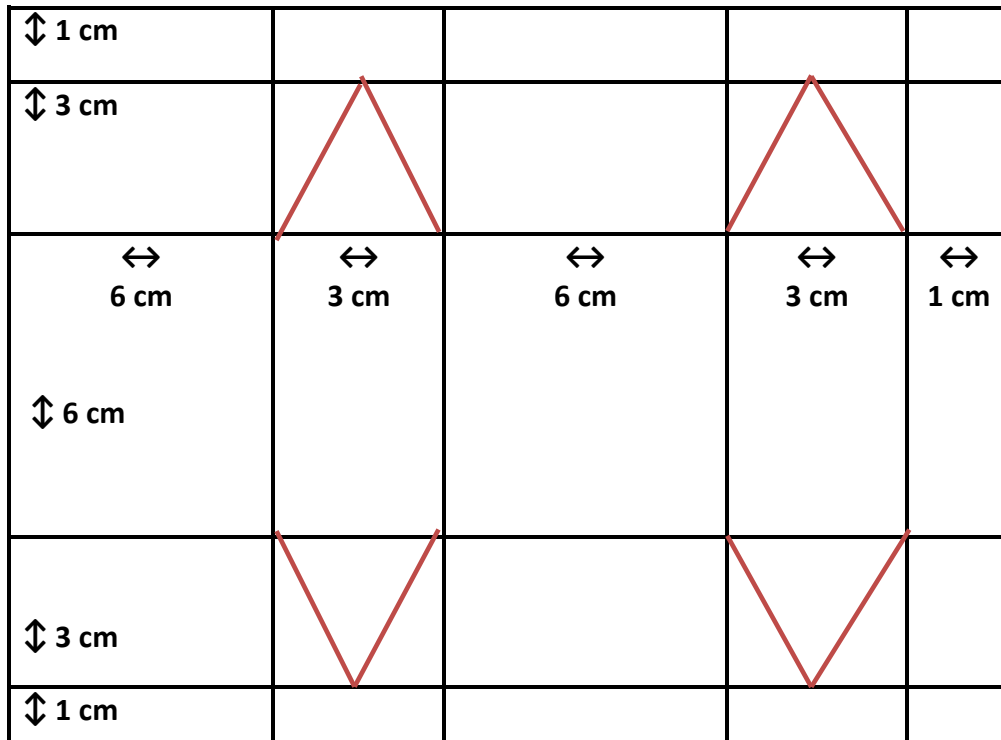 ↕ 1 cm
↕ 3 cm
↔ ↔ ↔ ↔ ↔
6 cm 3 cm 6 cm 3 cm 1 cm
↕ 6 cm
↕ 3 cm
↕ 1 cm